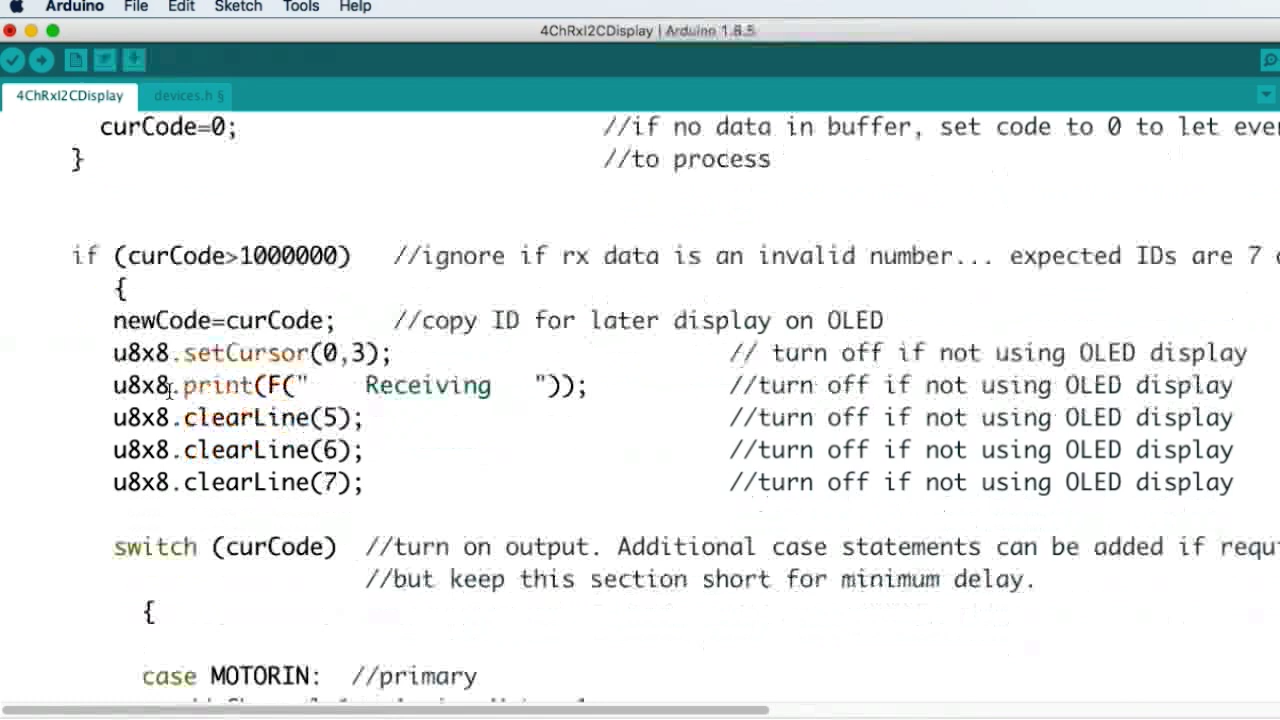 Arduino File Edit Sketch Tools Help
4ChRxI2CDisplay | Arduino 1.8.5
4ChRxI2CDisplay devices.h §
curCode=0; //if no data in buffer, set code to 0 to let
} //to process
if (curCode>1000000) //ignore if rx data is an invalid number... expected IDs are 7
{
newCode=curCode; //copy ID for later display on OLED
u8x8.setCursor(0,3); // turn off if not using OLED display
u8x8.print(F("    Receiving   ")); //turn off if not using OLED display
u8x8.clearLine(5); //turn off if not using OLED display
u8x8.clearLine(6); //turn off if not using OLED display
u8x8.clearLine(7); //turn off if not using OLED display
switch (curCode) //turn on output. Additional case statements can be added if
//but keep this section short for minimum delay.
{
case MOTORIN: //primary